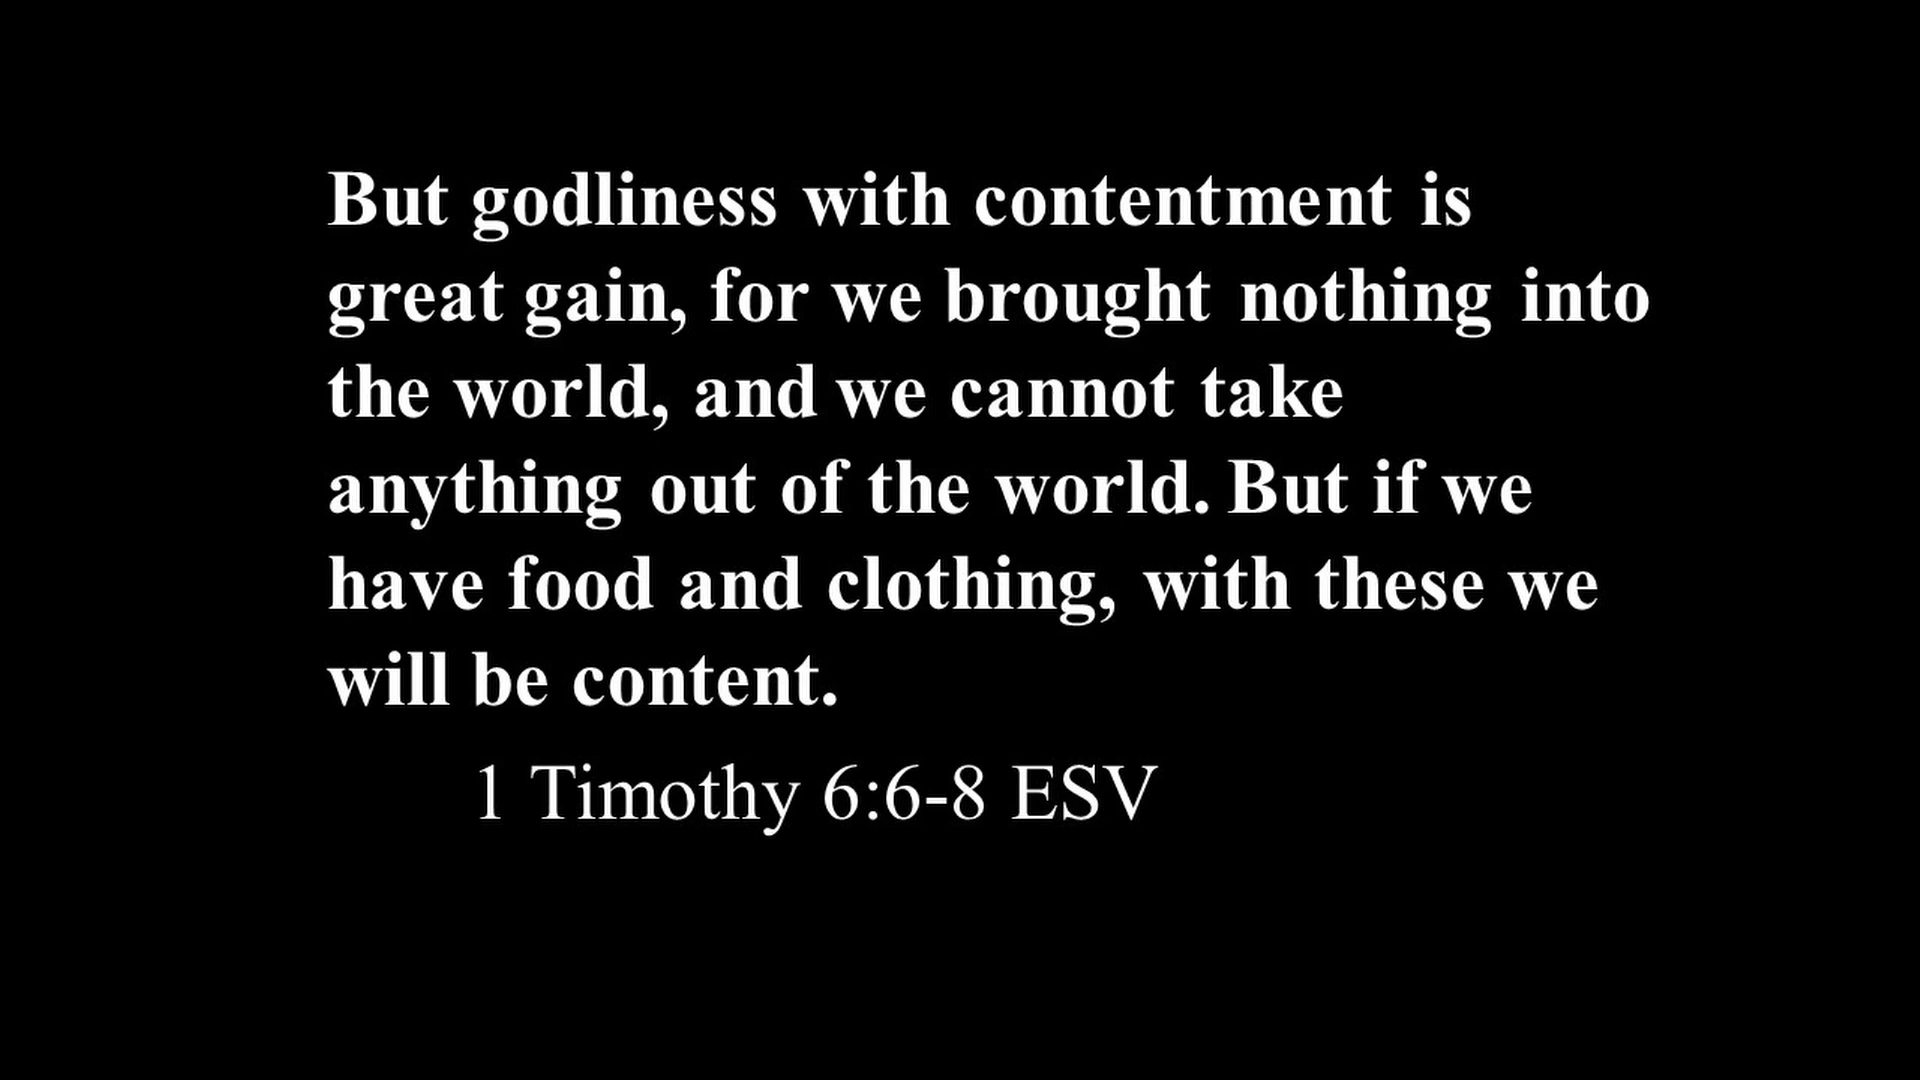 But godliness with contentment is
great gain, for we brought nothing into
the world, and we cannot take
anything out of the world. But if we
have food and clothing, with these we
will be content.
1 Timothy 6:6-8 ESV